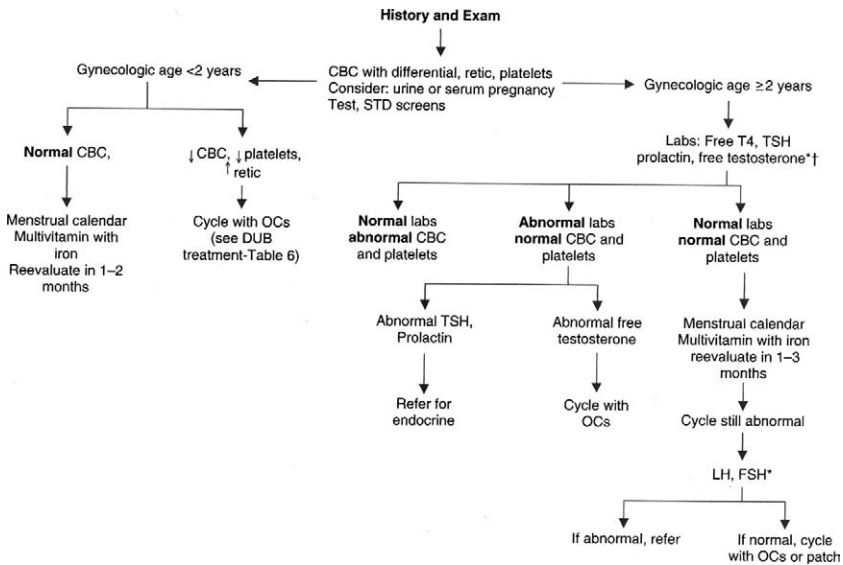 History and Exam
Gynecologic age <2 years
CBC with differential, retic, platelets
Consider: urine or serum pregnancy
Test, STD screens
Gynecologic age ≥2 years
Normal CBC,
↓CBC, ↓platelets,
↑retic
Labs: Free T4, TSH
prolactin, free testosterone*†
Menstrual calendar
Multivitamin with
iron
Reevaluate in 1–2
months
Cycle with OCs
(see DUB
treatment-Table 6)
Normal labs
abnormal CBC
and platelets
Abnormal labs
normal CBC and
platelets
Normal labs
normal CBC and
platelets
Abnormal TSH,
Prolactin
Abnormal free
testosterone
Menstrual calendar
Multivitamin with iron
reevaluate in 1–3
months
Refer for
endocrine
Cycle with
OCs
Cycle still abnormal
LH, FSH*
If abnormal, refer
If normal, cycle
with OCs or patch